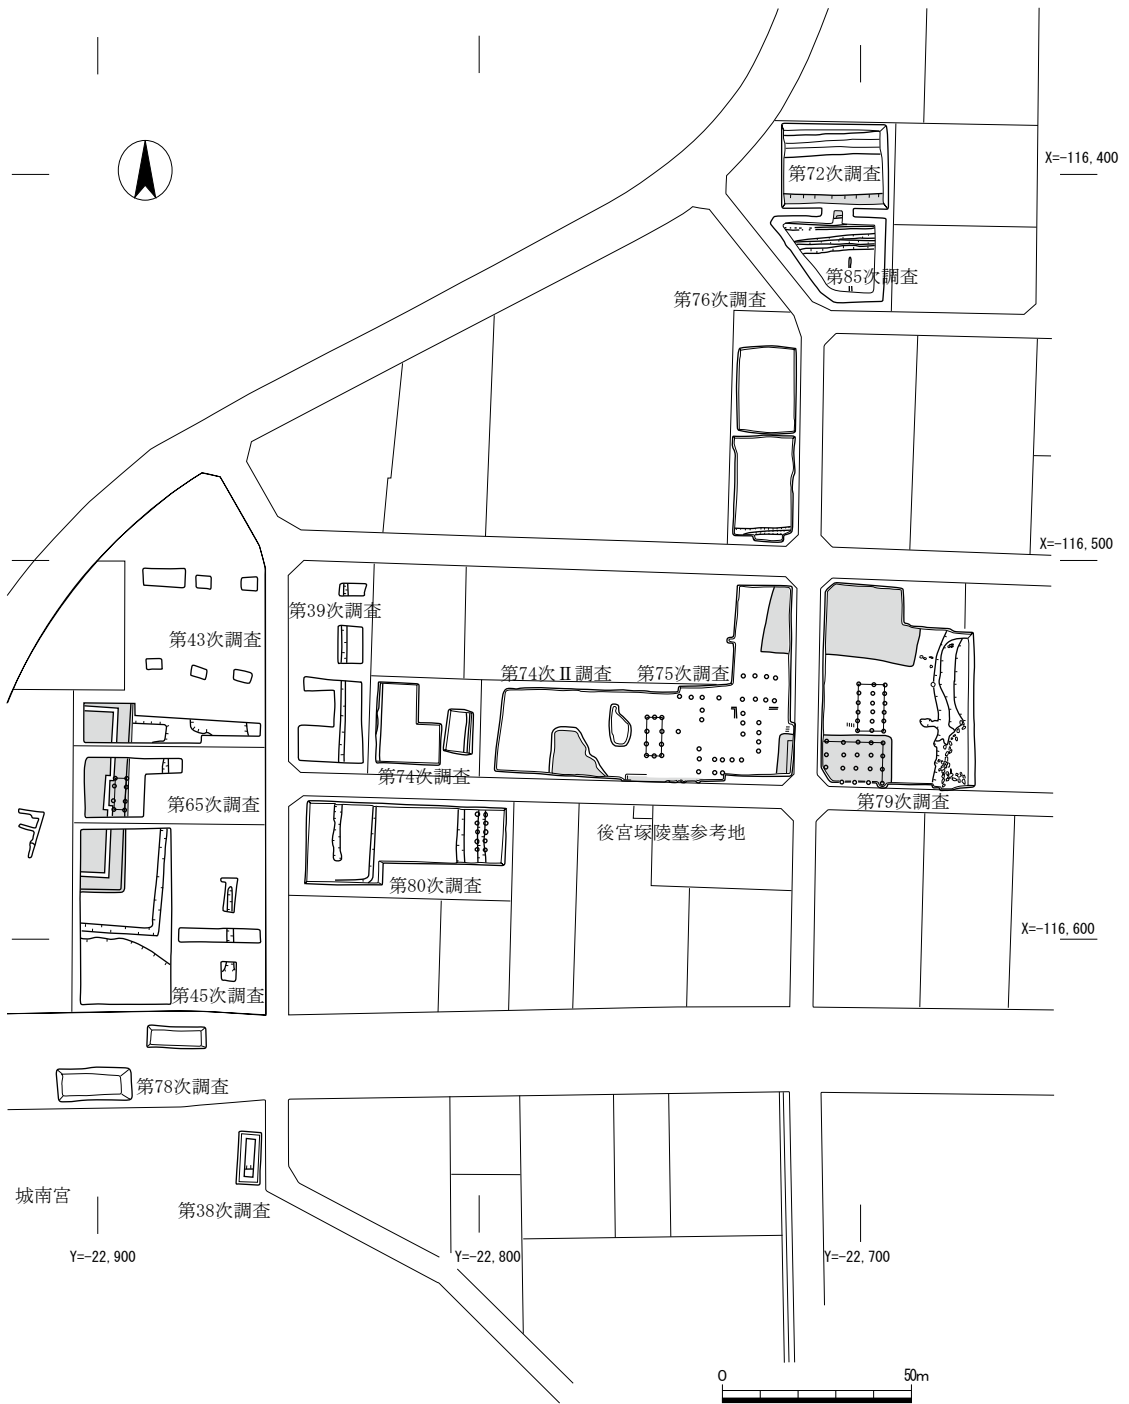 X=-116,400
第72次調査
第85次調査
第76次調査
X=-116,500
第39次調査
第43次調査
第74次Ⅱ調査
第75次調査
第74次調査
第65次調査
第79次調査
後宮塚陵墓参考地
第80次調査
X=-116,600
第45次調査
第78次調査
城南宮
第38次調査
Y=-22,900
Y=-22,800
Y=-22,700
0
50m